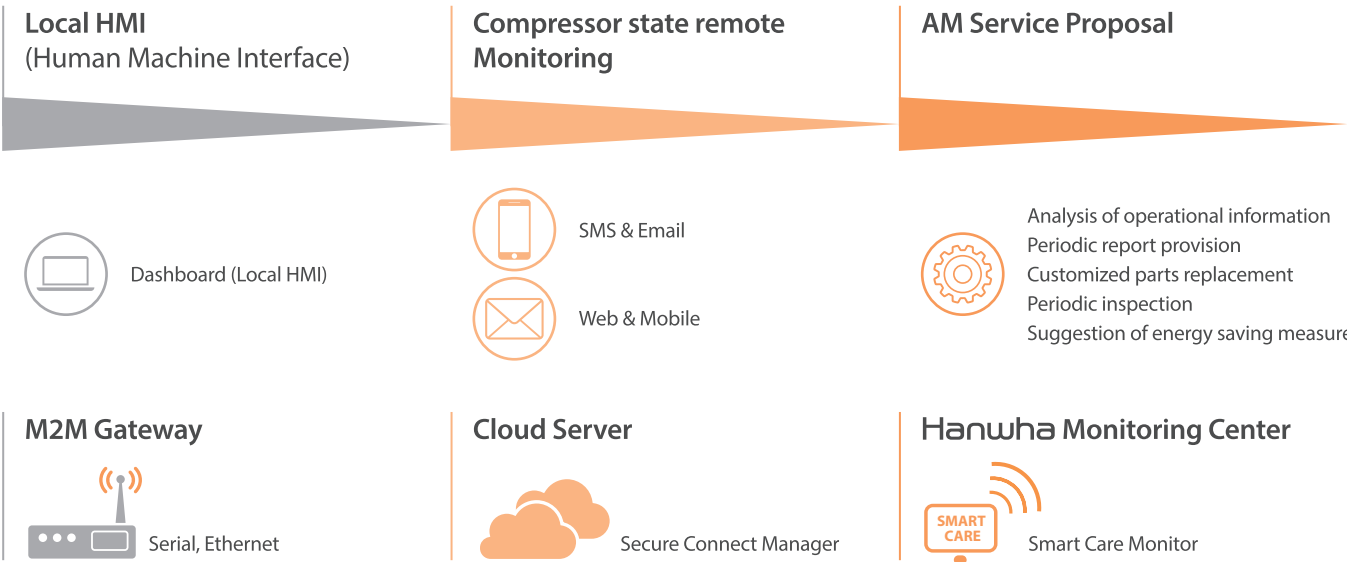 Local HMI
(Human Machine Interface)
Compressor state remote
Monitoring
AM Service Proposal
Dashboard (Local HMI)
SMS & Email
Web & Mobile
Analysis of operational information
Periodic report provision
Customized parts replacement
Periodic inspection
Suggestion of energy saving measure
M2M Gateway
Serial, Ethernet
Cloud Server
Secure Connect Manager
Hanwha Monitoring Center
SMART
CARE
Smart Care Monitor